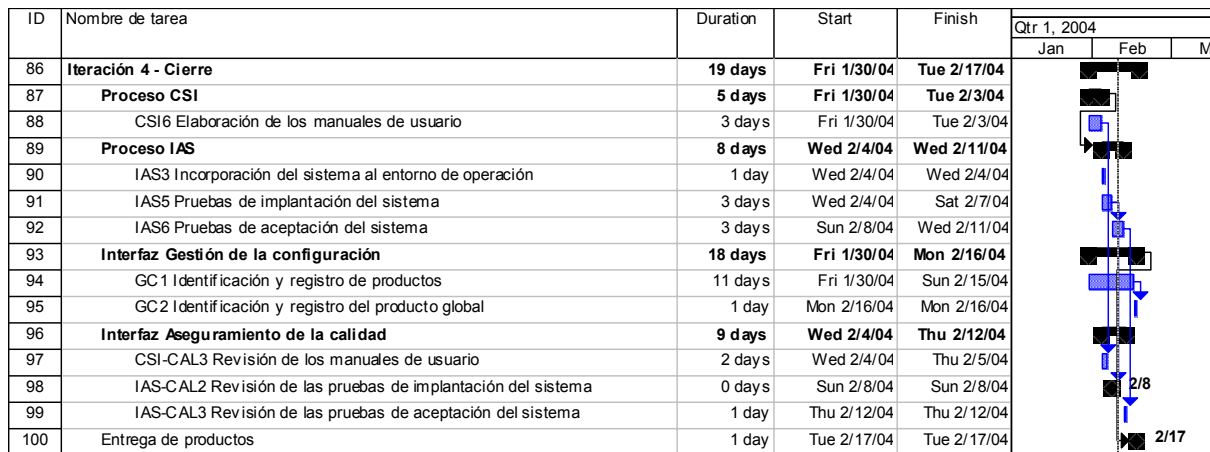 ID Nombre de tarea Duration Start Finish Qtr 1, 2004
Jan Feb M
86 Iteración 4 - Cierre 19 days Fri 1/30/04 Tue 2/17/04
87 Proceso CSI 5 days Fri 1/30/04 Tue 2/3/04
88 CSI6 Elaboración de los manuales de usuario 3 days Fri 1/30/04 Tue 2/3/04
89 Proceso IAS 8 days Wed 2/4/04 Wed 2/11/04
90 IAS3 Incorporación del sistema al entorno de operación 1 day Wed 2/4/04 Wed 2/4/04
91 IAS5 Pruebas de implantación del sistema 3 days Wed 2/4/04 Sat 2/7/04
92 IAS6 Pruebas de aceptación del sistema 3 days Sun 2/8/04 Wed 2/11/04
93 Interfaz Gestión de la configuración 18 days Fri 1/30/04 Mon 2/16/04
94 GC1 Identificación y registro de productos 11 days Fri 1/30/04 Sun 2/15/04
95 GC2 Identificación y registro del producto global 1 day Mon 2/16/04 Mon 2/16/04
96 Interfaz Aseguramiento de la calidad 9 days Wed 2/4/04 Thu 2/12/04
97 CSI-CAL3 Revisión de los manuales de usuario 2 days Wed 2/4/04 Thu 2/5/04
98 IAS-CAL2 Revisión de las pruebas de implantación del sistema 0 days Sun 2/8/04 Sun 2/8/04 2/8
99 IAS-CAL3 Revisión de las pruebas de aceptación del sistema 1 day Thu 2/12/04 Thu 2/12/04
100 Entrega de productos 1 day Tue 2/17/04 Tue 2/17/04 2/17